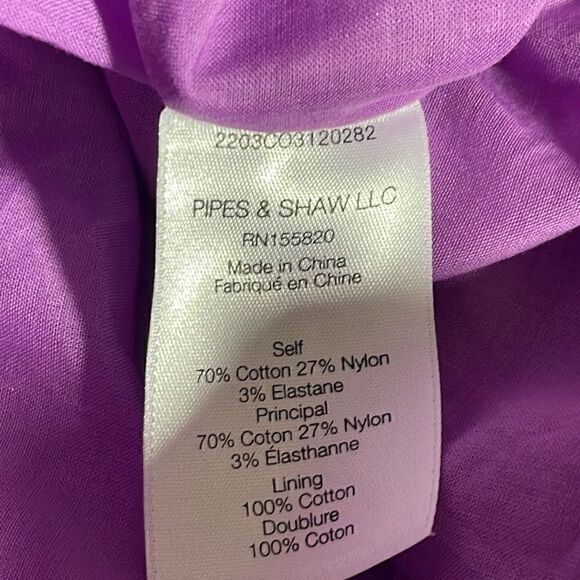 2203CO3120282
PIPES & SHAW LLC
RN155820
Made in China
Fabriqué en Chine
Self
70% Cotton 27% Nylon
3% Elastane
Principal
70% Coton 27% Nylon
3% Élasthanne
Lining
100% Cotton
Doublure
100% Coton